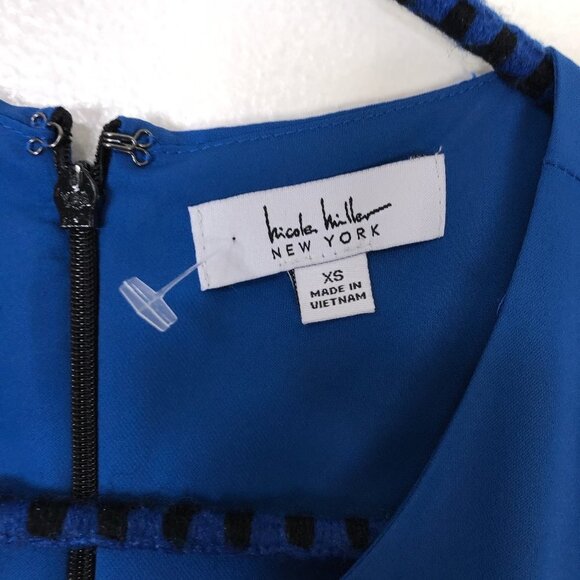 Nicole Miller
NEW YORK
XS
MADE IN
VIETNAM